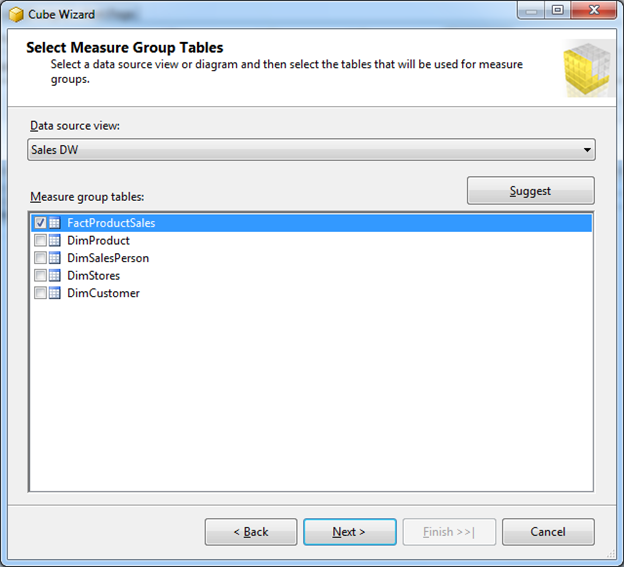 Cube Wizard
Select Measure Group Tables
Select a data source view or diagram and then select the tables that will be used for measure
groups.
Data source view:
Sales DW
Measure group tables:
Suggest
FactProductSales
DimProduct
DimSalesPerson
DimStores
DimCustomer
< Back
Next >
Finish >>|
Cancel